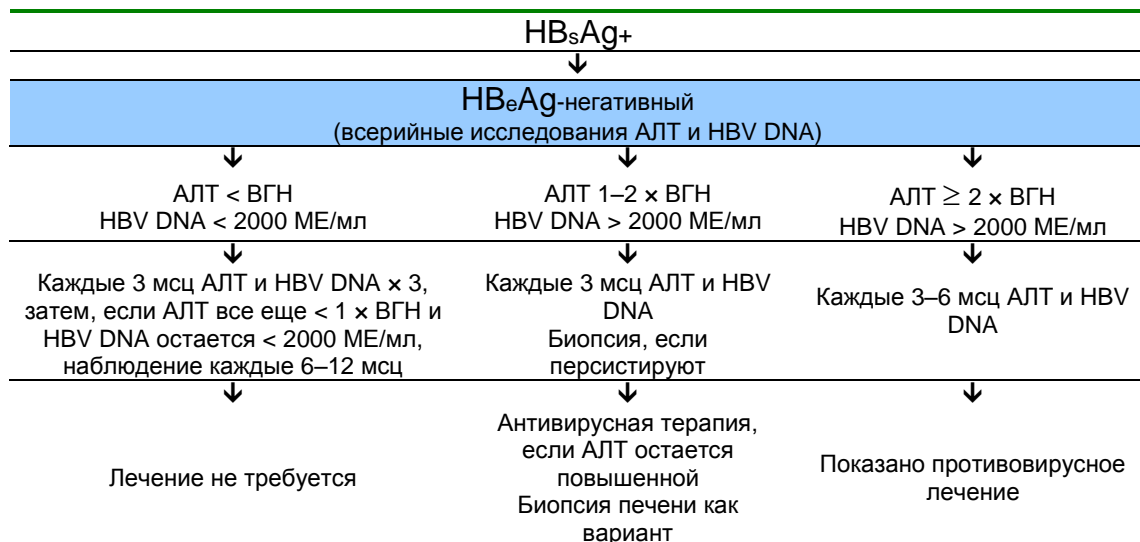 HBsAg+
HBeAg-негативный
(всерийные исследования АЛТ и HBV DNA)
АЛТ < ВГН
HBV DNA < 2000 МЕ/мл
АЛТ 1–2 × ВГН
HBV DNA > 2000 МЕ/мл
АЛТ ≥ 2 × ВГН
HBV DNA > 2000 МЕ/мл
Каждые 3 мсц АЛТ и HBV DNA × 3,
затем, если АЛТ все еще < 1 × ВГН и
HBV DNA остается < 2000 МЕ/мл,
наблюдение каждые 6–12 мсц
Каждые 3 мсц АЛТ и HBV
DNA
Биопсия, если
персистируют
Каждые 3–6 мсц АЛТ и HBV
DNA
Лечение не требуется
Антивирусная терапия,
если АЛТ остается
повышенной
Биопсия печени как
вариант
Показано противовирусное
лечение